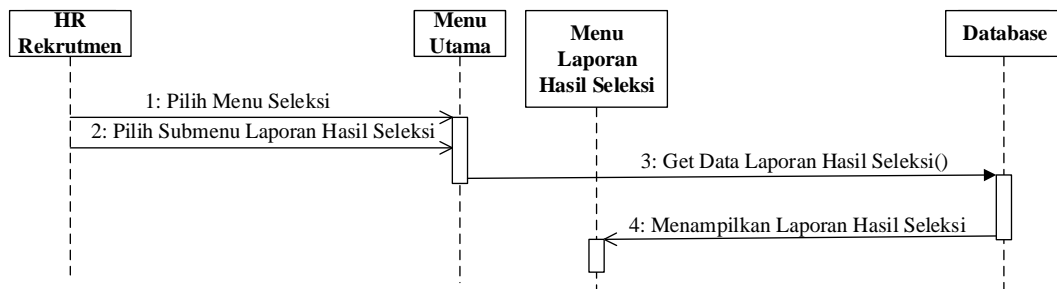 HR
Rekrutmen
Menu
Utama
Menu
Laporan
Hasil Seleksi
Database
1: Pilih Menu Seleksi
2: Pilih Submenu Laporan Hasil Seleksi
3: Get Data Laporan Hasil Seleksi()
4: Menampilkan Laporan Hasil Seleksi